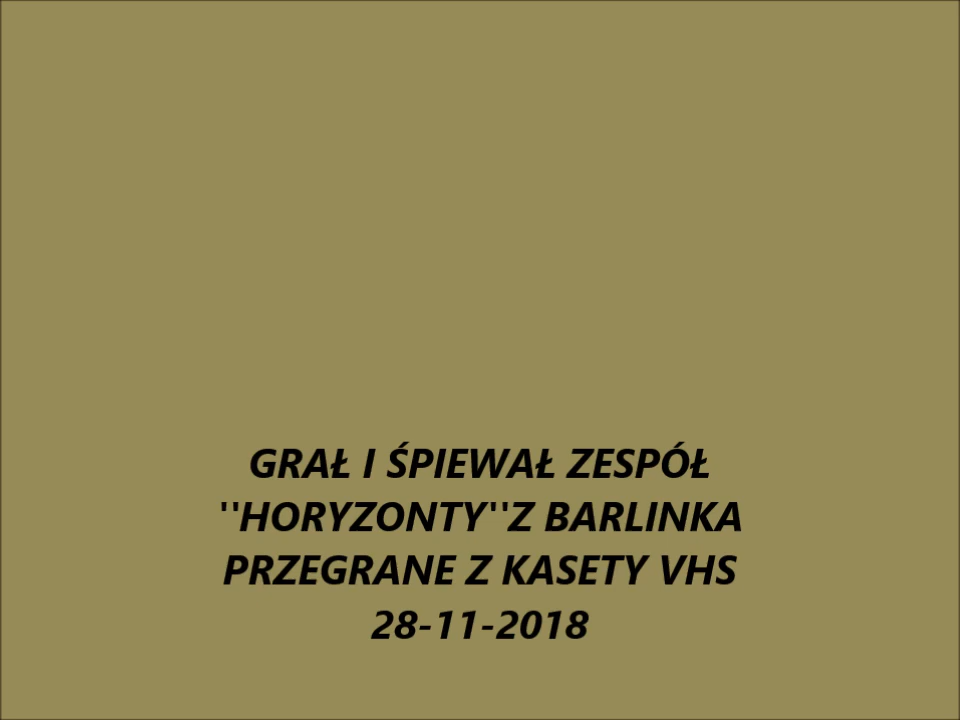 GRAŁ I ŚPIEWAŁ ZESPÓŁ
''HORYZONTY''Z BARLINKA
PRZEGRANE Z KASETY VHS
28-11-2018